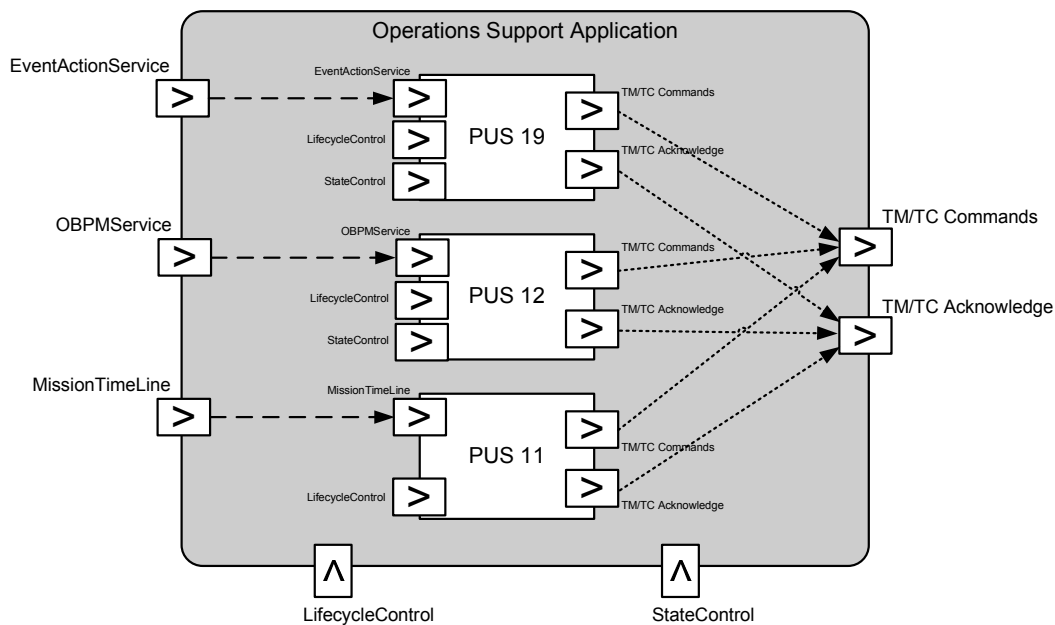 Operations Support Application
EventActionService
EventActionService
TM/TC Commands
PUS 19
LifecycleControl
TM/TC Acknowledge
StateControl
OBPMService
OBPMService
TM/TC Commands
TM/TC Commands
PUS 12
LifecycleControl
TM/TC Acknowledge
TM/TC Acknowledge
StateControl
MissionTimeLine
MissionTimeLine
PUS 11
TM/TC Commands
LifecycleControl
TM/TC Acknowledge
LifecycleControl
StateControl